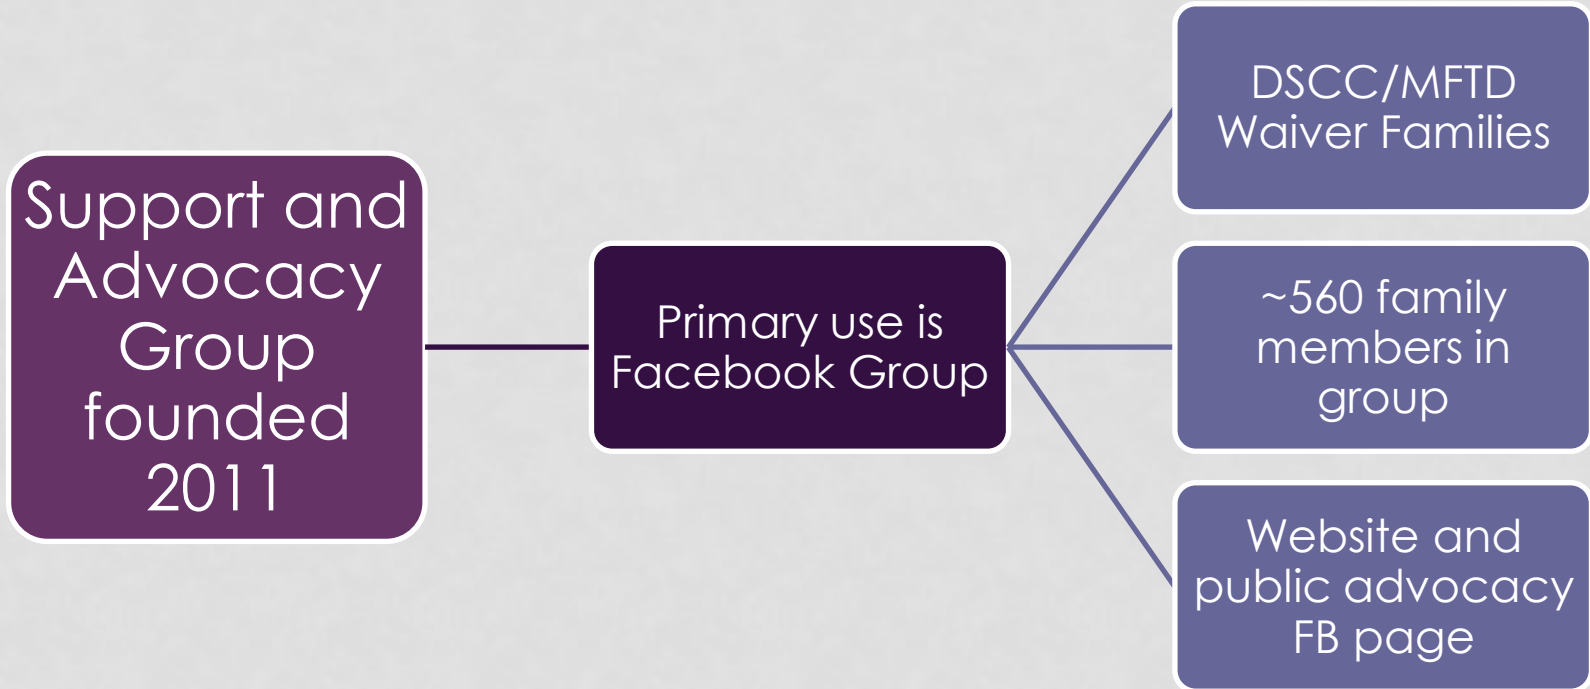 Support and
Advocacy
Group
founded
2011
Primary use is
Facebook Group
DSCC/MFTD
Waiver Families
~560 family
members in
group
Website and
public advocacy
FB page